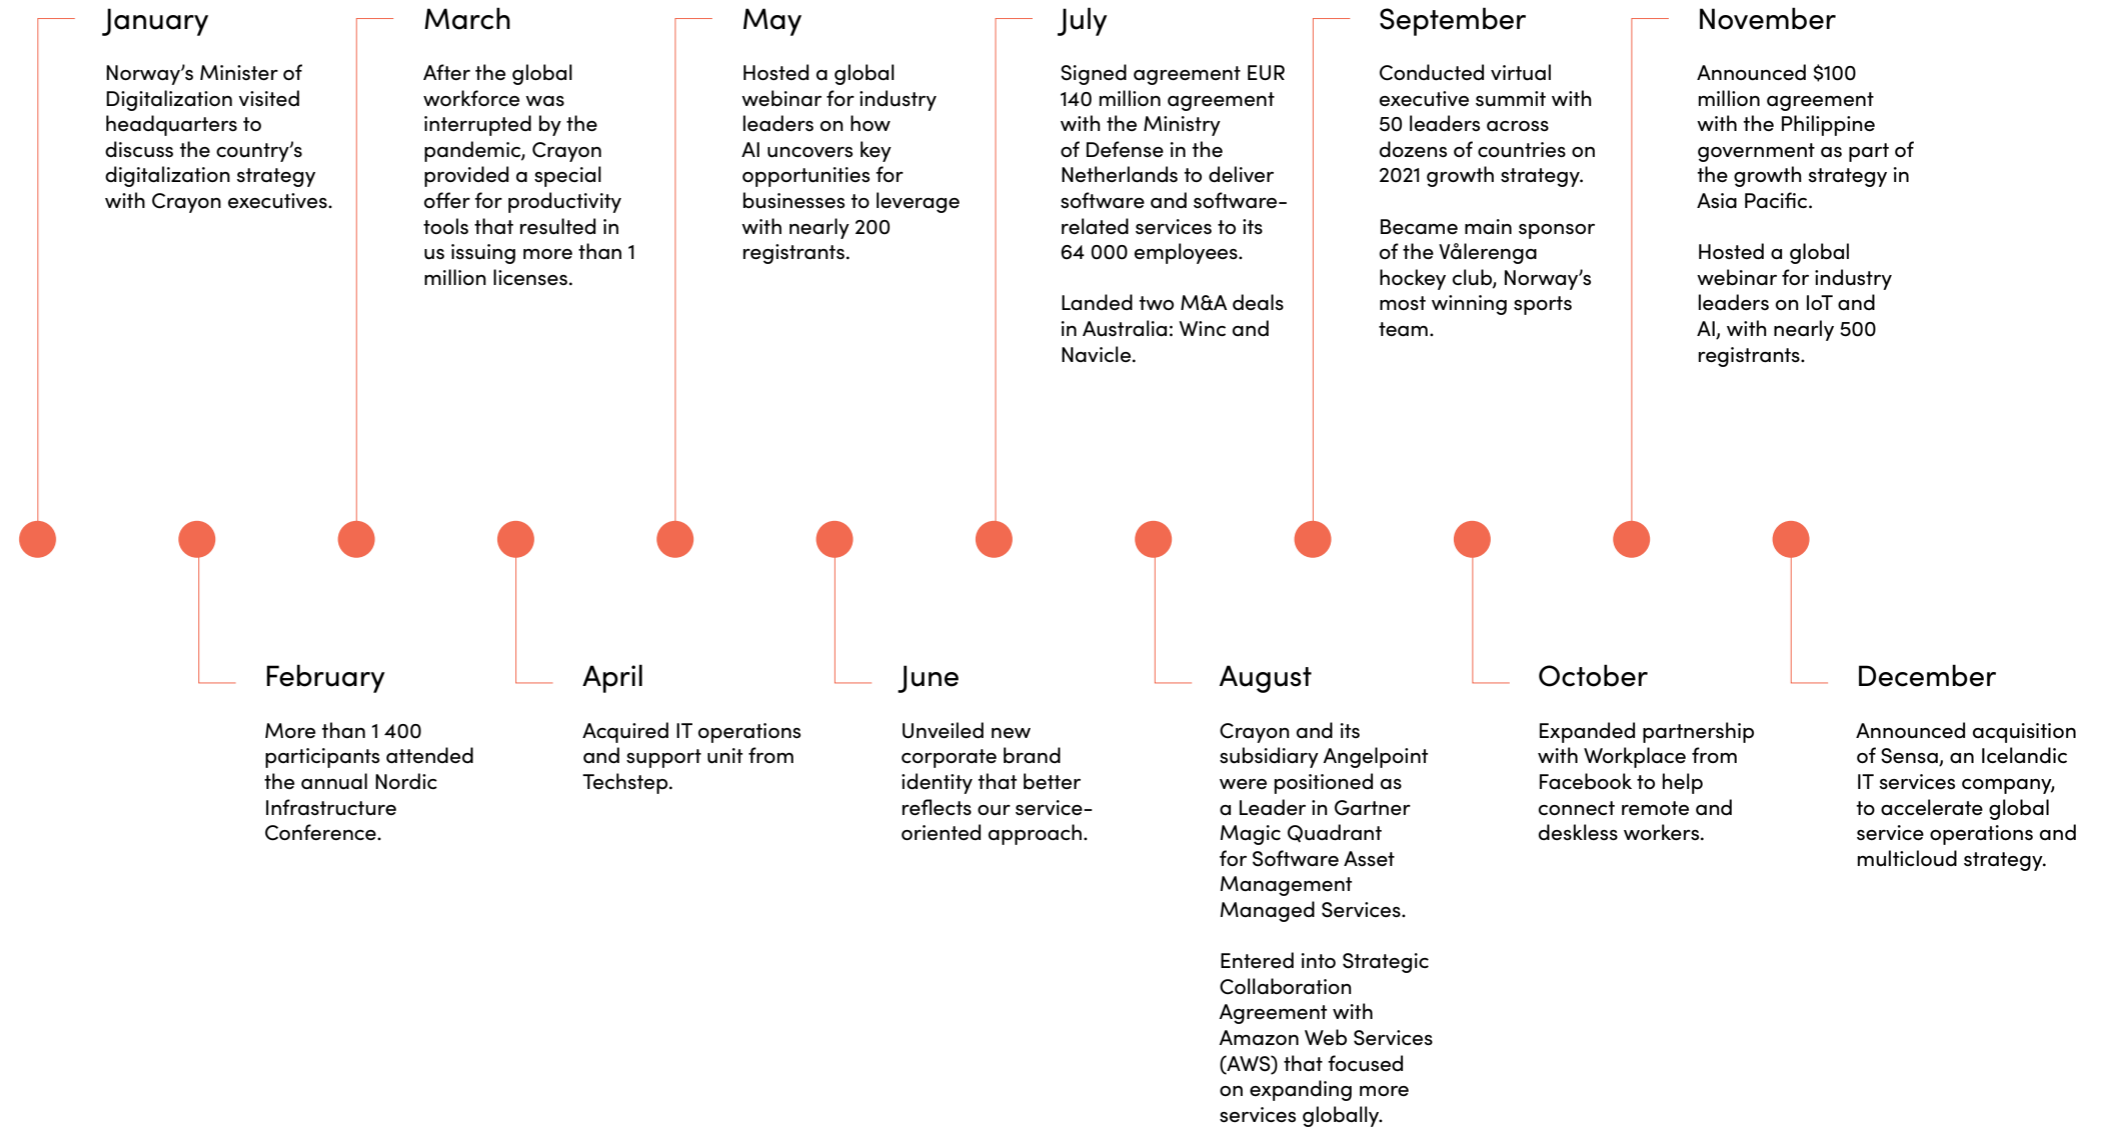 January
Norway's Minister of
Digitalization visited
headquarters to
discuss the country's
digitalization strategy
with Crayon executives.
March
After the global
workforce was
interrupted by the
pandemic, Crayon
provided a special
offer for productivity
tools that resulted in
us issuing more than 1
million licenses.
May
Hosted a global
webinar for industry
leaders on how
AI uncovers key
opportunities for
businesses to leverage
with nearly 200
registrants.
July
Signed agreement EUR
140 million agreement
with the Ministry
of Defense in the
Netherlands to deliver
software and software-
related services to its
64 000 employees.
Landed two M&A deals
in Australia: Winc and
Navicle.
September
Conducted virtual
executive summit with
50 leaders across
dozens of countries on
2021 growth strategy.
Became main sponsor
of the Vålerenga
hockey club, Norway's
most winning sports
team.
November
Announced $100
million agreement
with the Philippine
government as part of
the growth strategy in
Asia Pacific.
Hosted a global
webinar for industry
leaders on IoT and
AI, with nearly 500
registrants.
February
More than 1 400
participants attended
the annual Nordic
Infrastructure
Conference.
April
Acquired IT operations
and support unit from
Techstep.
June
Unveiled new
corporate brand
identity that better
reflects our service-
oriented approach.
August
Crayon and its
subsidiary Angelpoint
were positioned as
a Leader in Gartner
Magic Quadrant
for Software Asset
Management
Managed Services.
Entered into Strategic
Collaboration
Agreement with
Amazon Web Services
(AWS) that focused
on expanding more
services globally.
October
Expanded partnership
with Workplace from
Facebook to help
connect remote and
deskless workers.
December
Announced acquisition
of Sensa, an Icelandic
IT services company,
to accelerate global
service operations and
multicloud strategy.